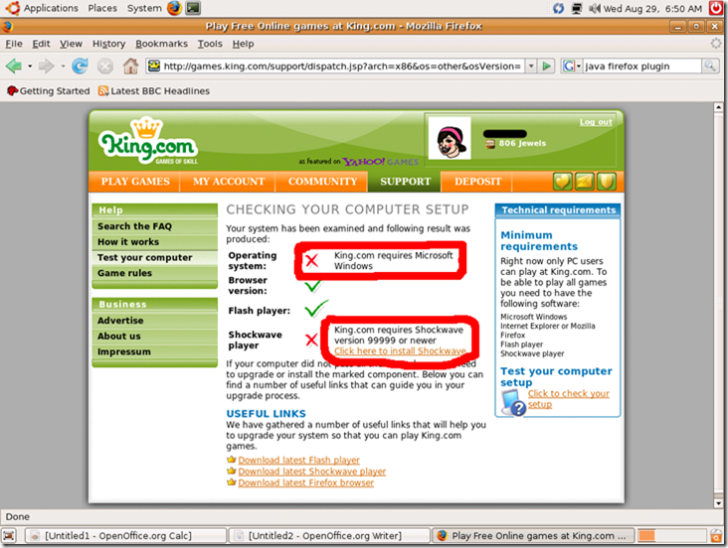 Applications Places System Wed Aug 29, 6:50 AM
Play Free Online games at King.com - Mozilla Firefox
File Edit View History Bookmarks Tools Help
http://games.king.com/support/dispatch.jsp?arch=x86&os=other&osVersion= G java firefox plugin
Getting Started Latest BBC Headlines
Log out
King.com
GAMES OF SKILL
as featured on YAHOO! GAMES
806 Jewels
PLAY GAMES MY ACCOUNT COMMUNITY SUPPORT DEPOSIT
Help
Search the FAQ
How it works
Test your computer
Game rules
Business
Advertise
About us
Impressum
CHECKING YOUR COMPUTER SETUP
Your system has been examined and following result was
produced:
Operating
system:
King.com requires Microsoft
Windows
Browser
version:
Flash player:
Shockwave
player
King.com requires Shockwave
version 99999 or newer
Click here to install Shockwave
If your computer did not
to upgrade or install the marked component. Below you can
find a number of useful links that can guide you in your
upgrade process.
USEFUL LINKS
We have gathered a number of useful links that will help you
to upgrade your system so that you can play King.com
games.
Download latest Flash player
Download latest Shockwave player
Download latest Firefox browser
Technical requirements
Minimum
requirements
Right now only PC users
can play at King.com. To
be able to play all games
you need to have the
following software:
Microsoft Windows
Internet Explorer or Mozilla
Firefox
Flash player
Shockwave player
Test your computer
setup
Click to check your
setup
Done
[Untitled1 - OpenOffice.org Calc] [Untitled2 - OpenOffice.org Writer] Play Free Online games at King.com ...